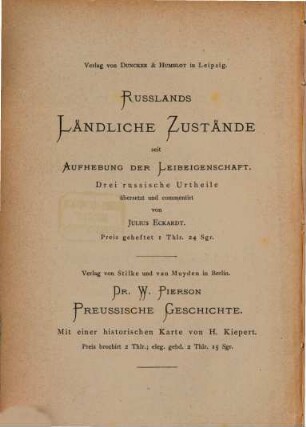 Verlag von Duncker & Humblot in Leipzig.
Russlands
Ländliche Zustände
seit
Aufhebung der Leibeigenschaft.
Drei russische Urtheile
übersetzt und commentirt
von
Julius Eckardt.
Preis geheftet 1 Thlr. 24 Sgr.
Verlag von Stilke und van Muyden in Berlin.
Dr. W. Pierson
Preussische Geschichte.
Mit einer historischen Karte von H. Kiepert.
Preis brochirt 2 Thlr.; eleg. gebd. 2 Thlr. 15 Sgr.